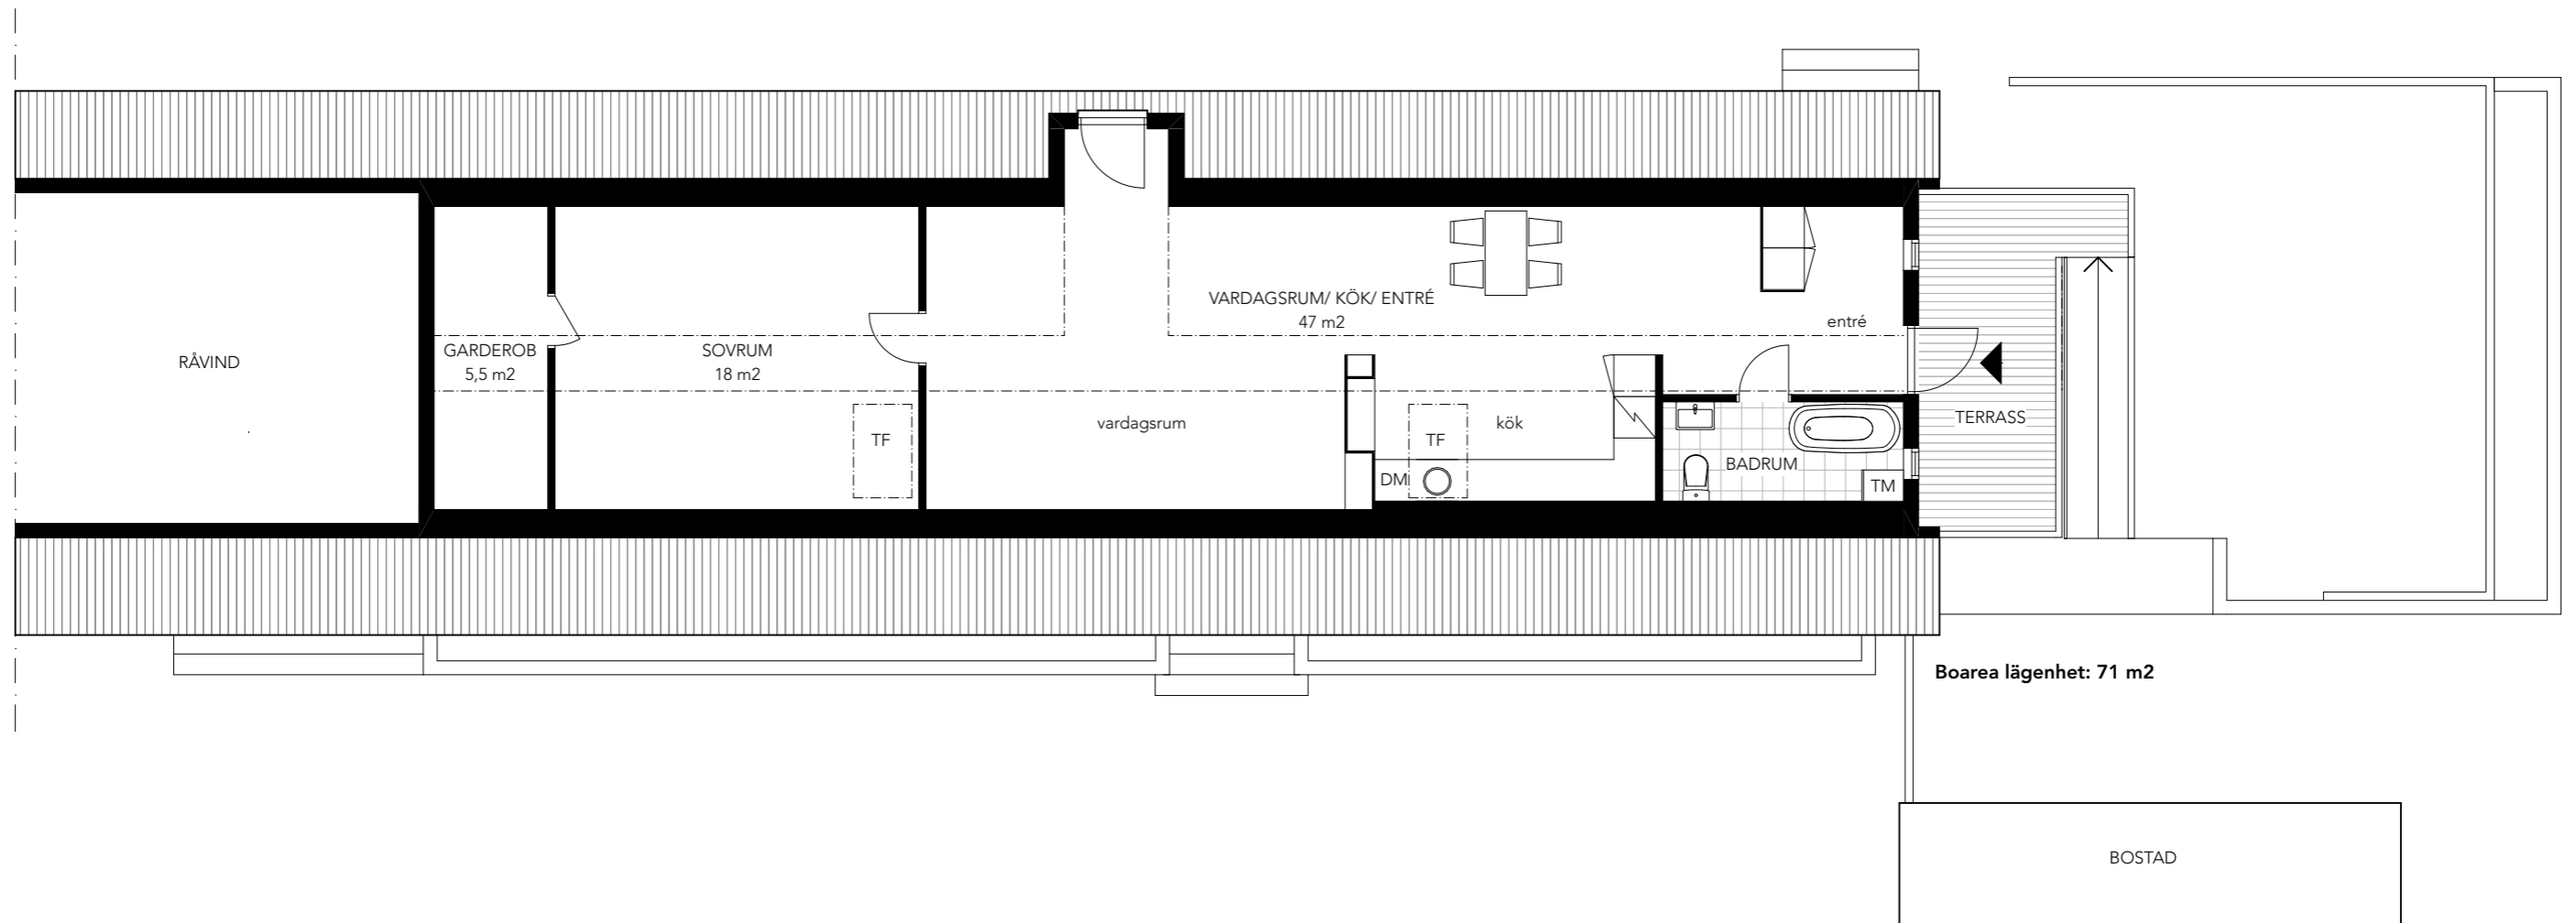 VARDAGSRUM/ KÖK/ ENTRÉ
47 m2
entré
RÅVIND
GARDEROB
5,5 m2
SOVRUM
18 m2
TF
vardagsrum
TF
kök
DM
BADRUM
TM
TERRASS
Boarea lägenhet: 71 m2
BOSTAD